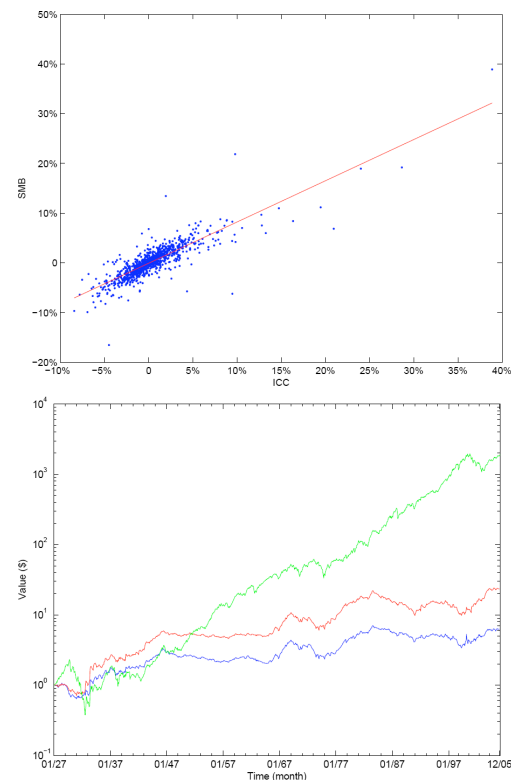 50%
40%
30%
SMB
20%
10%
0
−10%
−20%
−10% −5% 0 5% 10% 15% 20% 25% 30% 35% 40%
ICC
10^4
10^3
10^2
Value ($)
10^1
10^0
10^−1
01/27 01/37 01/47 01/57 01/67 01/77 01/87 01/97 12/05
Time (month)